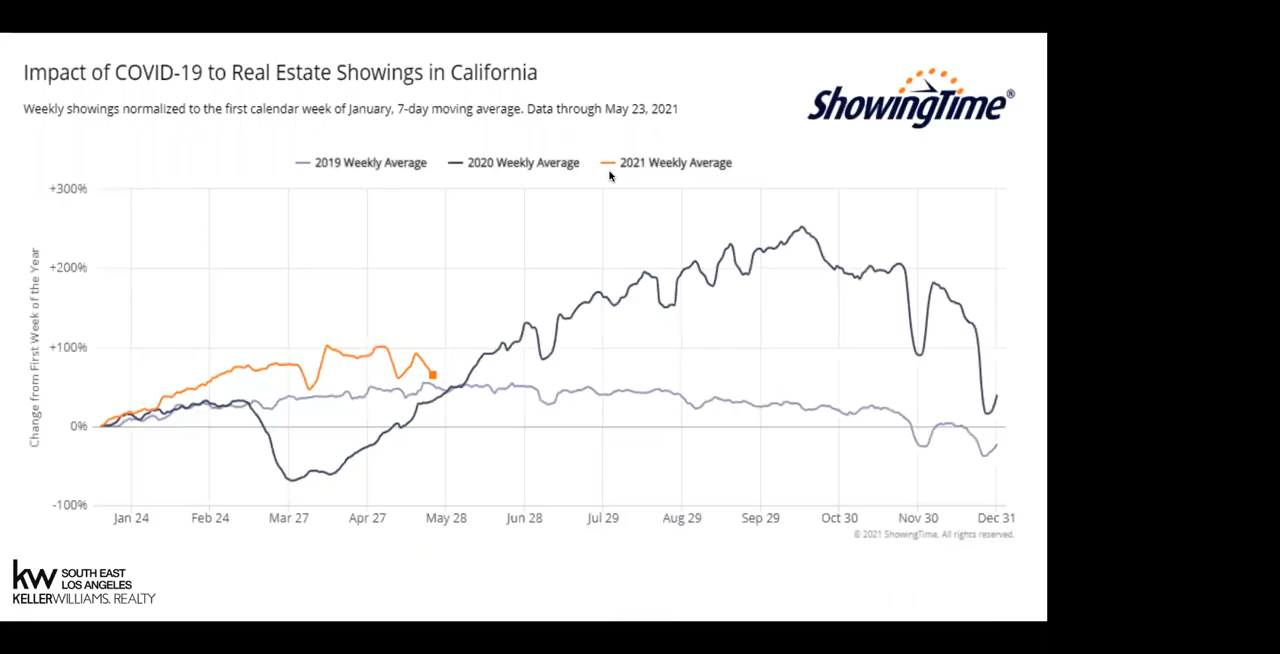 Impact of COVID-19 to Real Estate Showings in California
Weekly showings normalized to the first calendar week of January, 7-day moving average. Data through May 23, 2021
ShowingTime®
2019 Weekly Average 2020 Weekly Average 2021 Weekly Average
Change from First Week of the Year
+300%
+200%
+100%
0%
-100%
Jan 24 Feb 24 Mar 27 Apr 27 May 28 Jun 28 Jul 29 Aug 29 Sep 29 Oct 30 Nov 30 Dec 31
© 2021 ShowingTime. All rights reserved.
kw SOUTH EAST
LOS ANGELES
KELLERWILLIAMS. REALTY